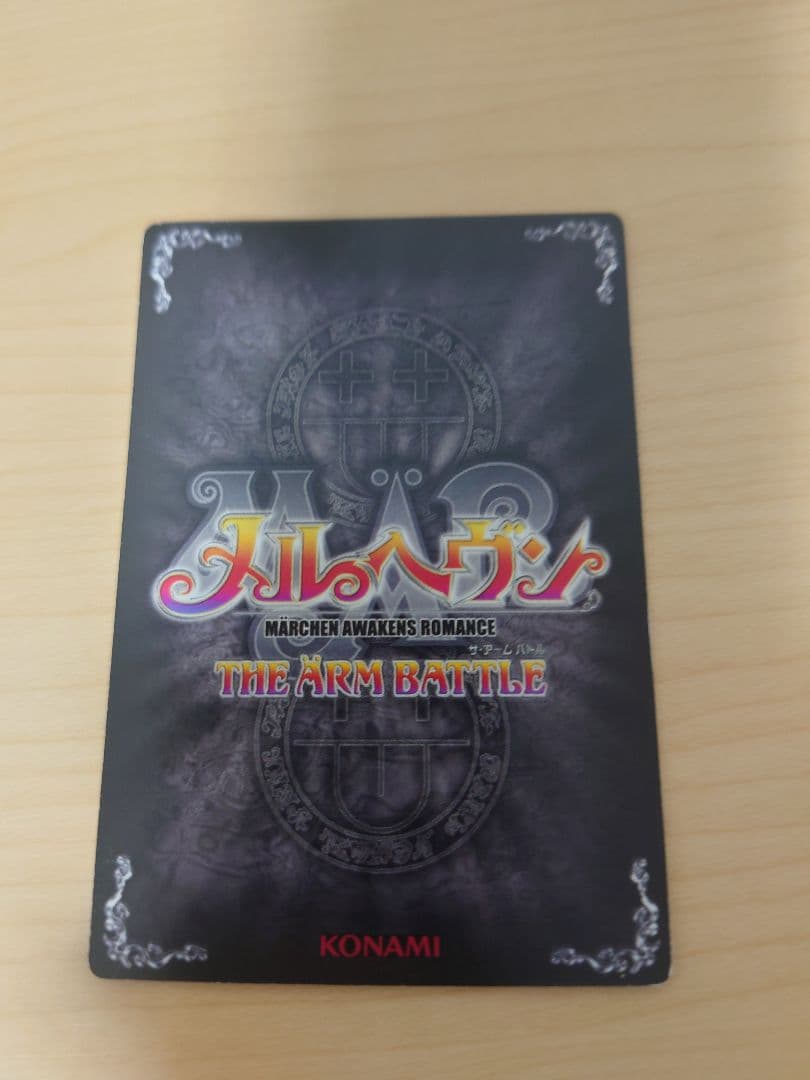 MÄR
メルヘヴン
MÄRCHEN AWAKENS ROMANCE
ザ・アーム バトル
THE ÄRM BATTLE
KONAMI